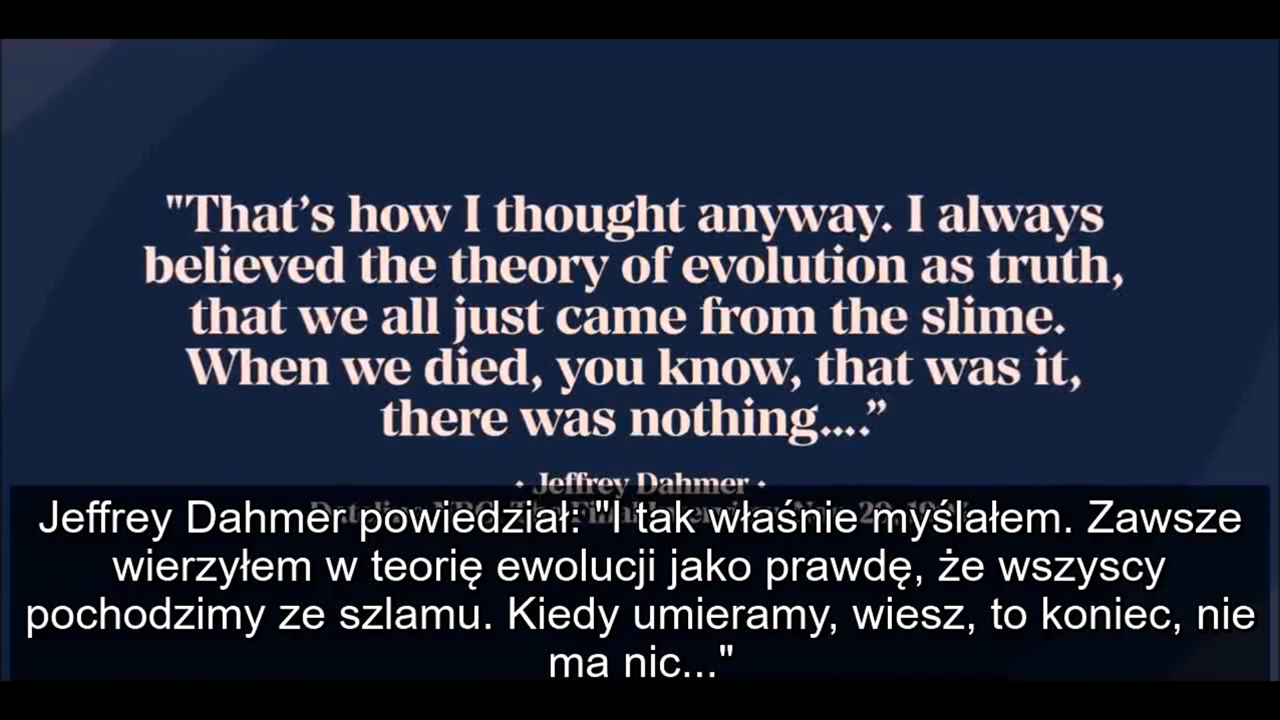 "That's how I thought anyway. I always
believed the theory of evolution as truth,
that we all just came from the slime.
When we died, you know, that was it,
there was nothing....”
• Jeffrey Dahmer •
Jeffrey Dahmer powiedział: "I tak właśnie myślałem. Zawsze
wierzyłem w teorię ewolucji jako prawdę, że wszyscy
pochodzimy ze szlamu. Kiedy umieramy, wiesz, to koniec, nie
ma nic..."